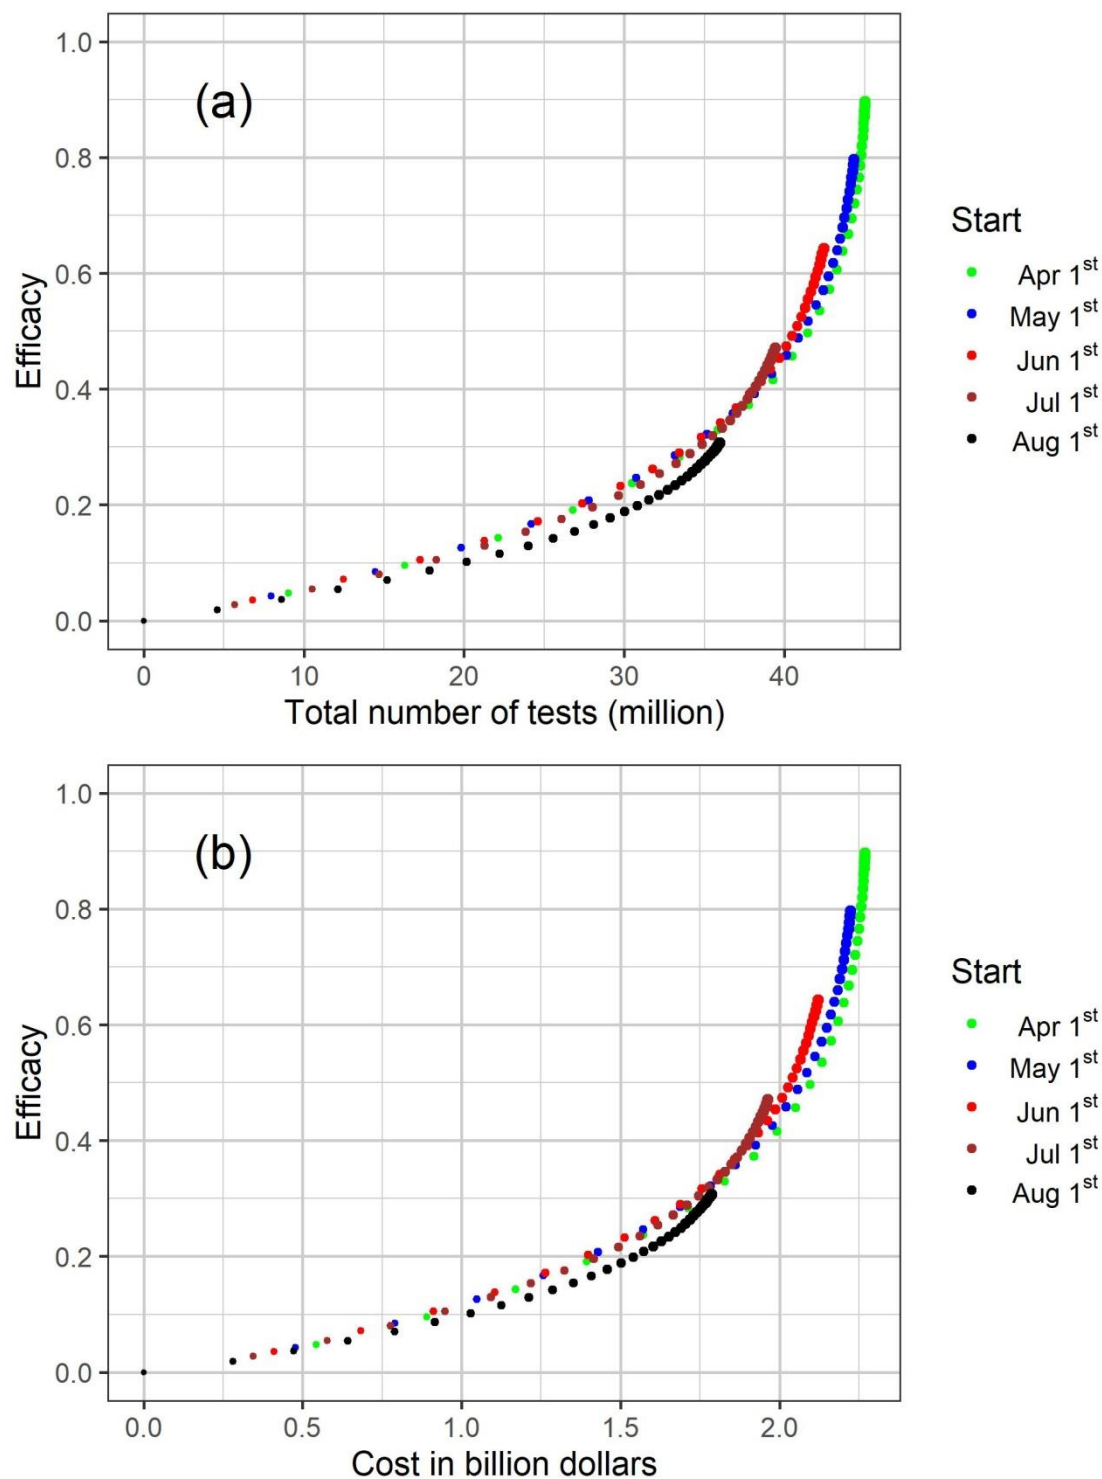 (a)
1.0
0.8
0.6
0.4
0.2
0.0
Efficacy
0 10 20 30 40
Total number of tests (million)
Start
Apr 1st
May 1st
Jun 1st
Jul 1st
Aug 1st
(b)
1.0
0.8
0.6
0.4
0.2
0.0
Efficacy
0.0 0.5 1.0 1.5 2.0
Cost in billion dollars
Start
Apr 1st
May 1st
Jun 1st
Jul 1st
Aug 1st